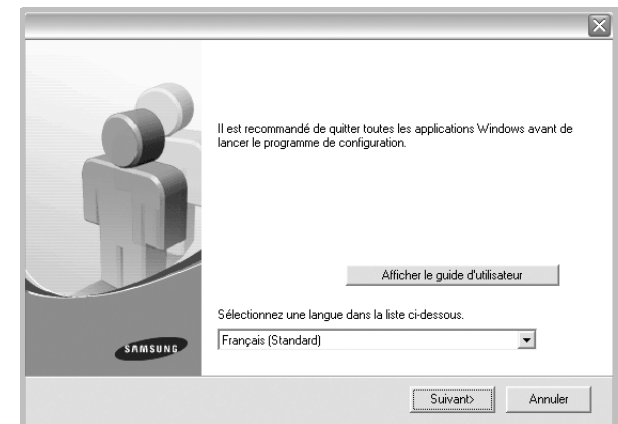 Il est recommandé de quitter toutes les applications Windows avant de
lancer le programme de configuration.
Afficher le guide d'utilisateur
Sélectionnez une langue dans la liste ci-dessous.
Français (Standard)
SAMSUNG
Suivant>
Annuler